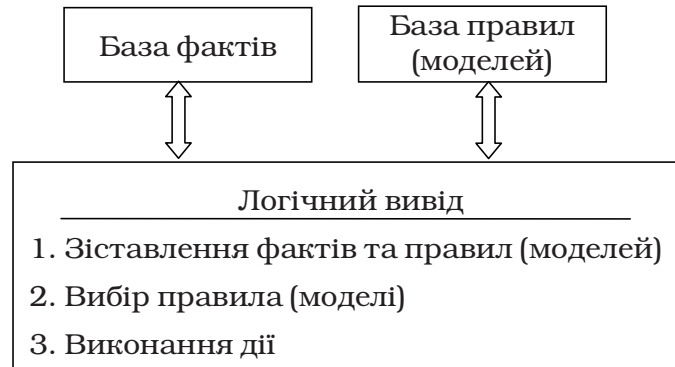 База фактів
База правил
(моделей)
Логічний вивід
1. Зіставлення фактів та правил (моделей)
2. Вибір правила (моделі)
3. Виконання дії